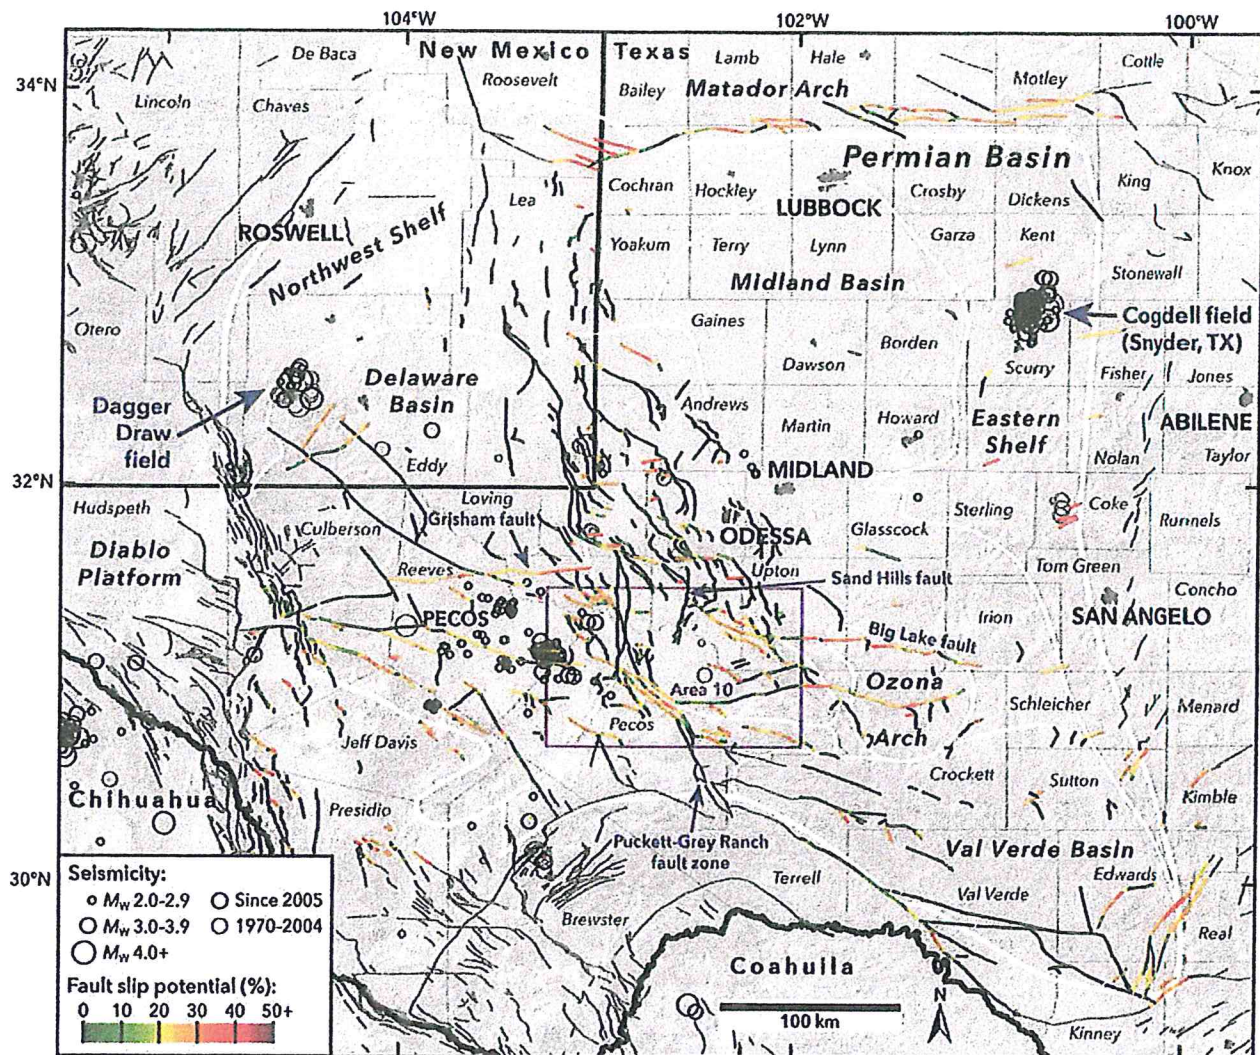 104°W
102°W
100°W
34°N
32°N
30°N
New Mexico
Texas
De Baca
Roosevelt
Lamb
Hale
Bailey
Matador Arch
Motley
Cottle
Lincoln
Chaves
Permian Basin
Cochran
Hockley
LUBBOCK
Crosby
Dickens
King
Knox
Lea
ROSWELL
Northwest Shelf
Yoakum
Terry
Lynn
Garza
Kent
Stonewall
Midland Basin
Otero
Gaines
Borden
Cogdell field
(Snyder, TX)
Dawson
Scurry
Fisher
Jones
Dagger
Draw
field
Delaware
Basin
Andrews
Martin
Howard
Eastern
Shelf
ABILENE
Eddy
MIDLAND
Nolan
Taylor
Hudspeth
Culberson
Loving
Grisham fault
ODESSA
Glasscock
Sterling
Coke
Runnels
Diablo
Platform
Reeves
Upton
Sand Hills fault
Tom Green
Concho
PECOS
Irion
SAN ANGELO
Big Lake fault
Area 10
Ozona
Arch
Schleicher
Menard
Jeff Davis
Pecos
Crockett
Sutton
Kimble
Chihuahua
Presidio
Puckett-Grey Ranch
fault zone
Val Verde Basin
Terrell
Val Verde
Edwards
Brewster
Real
Coahuila
N
100 km
Kinney
Seismicity:
Mw 2.0-2.9
Since 2005
Mw 3.0-3.9
1970-2004
Mw 4.0+
Fault slip potential (%):
0 10 20 30 40 50+